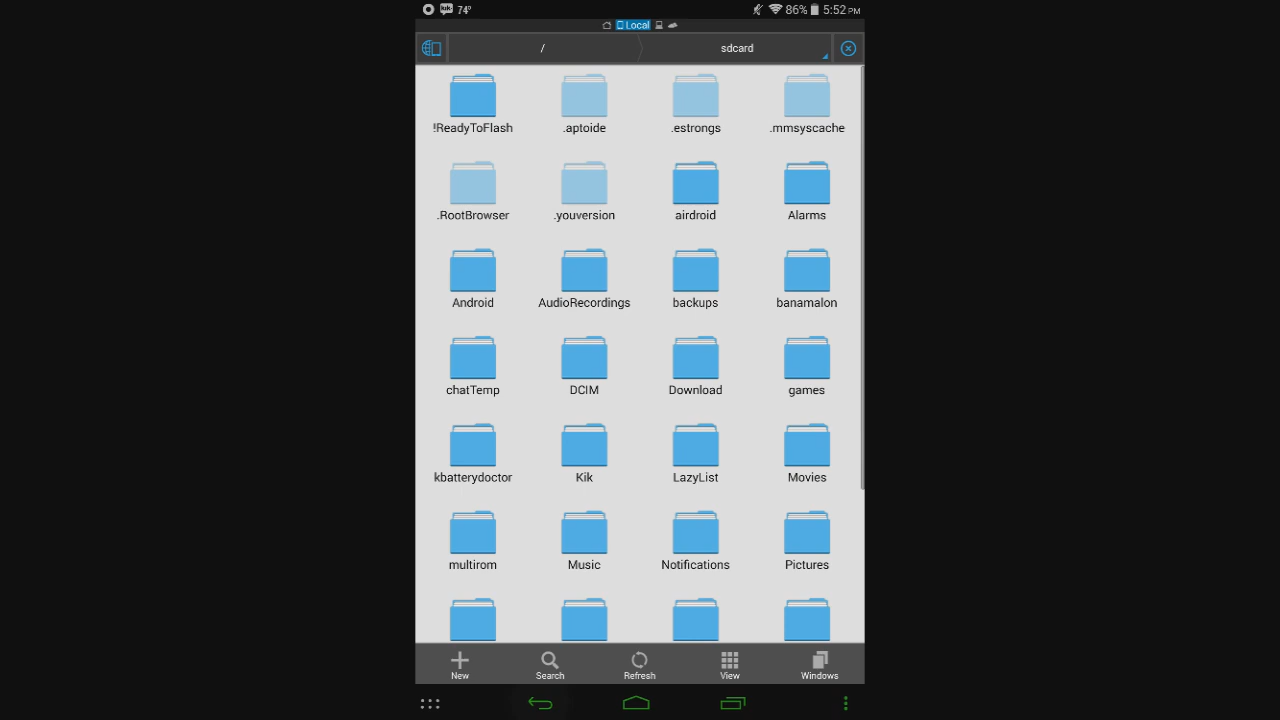 kik 74° 86% 5:52 PM
Local
/ sdcard
!ReadyToFlash .aptoide .estrongs .mmsyscache
.RootBrowser .youversion airdroid Alarms
Android AudioRecordings backups banamalon
chatTemp DCIM Download games
kbatterydoctor Kik LazyList Movies
multirom Music Notifications Pictures
New Search Refresh View Windows